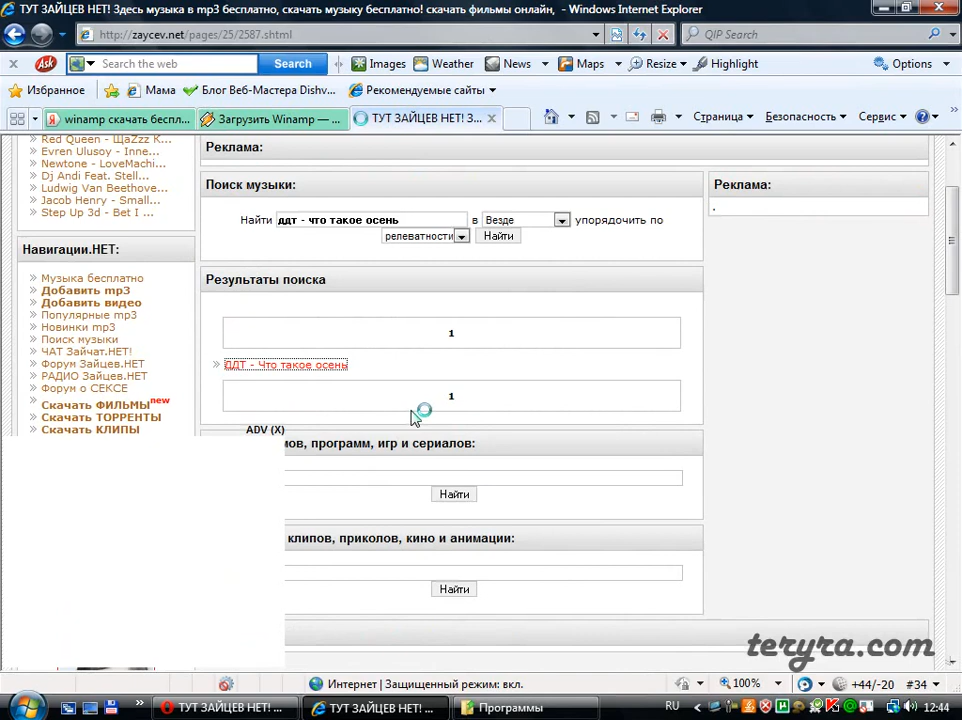 ТУТ ЗАЙЦЕВ НЕТ! Здесь музыка в mp3 бесплатно, скачать музыку бесплатно! скачать фильмы онлайн, - Windows Internet Explorer
http://zaycev.net/pages/25/2587.shtml
QIP Search
Ask
Search the web
Search
Images
Weather
News
Maps
Resize
Highlight
Options
Избранное
Мама
Блог Веб-Мастера Dishv...
Рекомендуемые сайты
winamp скачать беспл...
Загрузить Winamp — ...
ТУТ ЗАЙЦЕВ НЕТ! З...
Страница
Безопасность
Сервис
Red Queen - ЩаZzz К...
Evren Ulusoy - Inne...
Newtone - LoveMachi...
Dj Andi Feat. Stell...
Ludwig Van Beethove...
Jacob Henry - Small...
Step Up 3d - Bet I ...
Навигации.НЕТ:
Музыка бесплатно
Добавить mp3
Добавить видео
Популярные mp3
Новинки mp3
Поиск музыки
ЧАТ Зайчат.НЕТ!
Форум Зайцев.НЕТ
РАДИО Зайцев.НЕТ
Форум о СЕКСЕ
Скачать ФИЛЬМЫ new
Скачать ТОРРЕНТЫ
Скачать КЛИПЫ
Реклама:
Поиск музыки:
Найти ддт - что такое осень в Везде упорядочить по
релеватности Найти
Результаты поиска
1
ДДТ - Что такое осень
1
ADV (X)
мов, программ, игр и сериалов:
Найти
клипов, приколов, кино и анимации:
Найти
Реклама:
.
teryra.com
Интернет | Защищенный режим: вкл.
100%
+44/-20
#34
ТУТ ЗАЙЦЕВ НЕТ! ...
ТУТ ЗАЙЦЕВ НЕТ! ...
Программы
RU
12:44